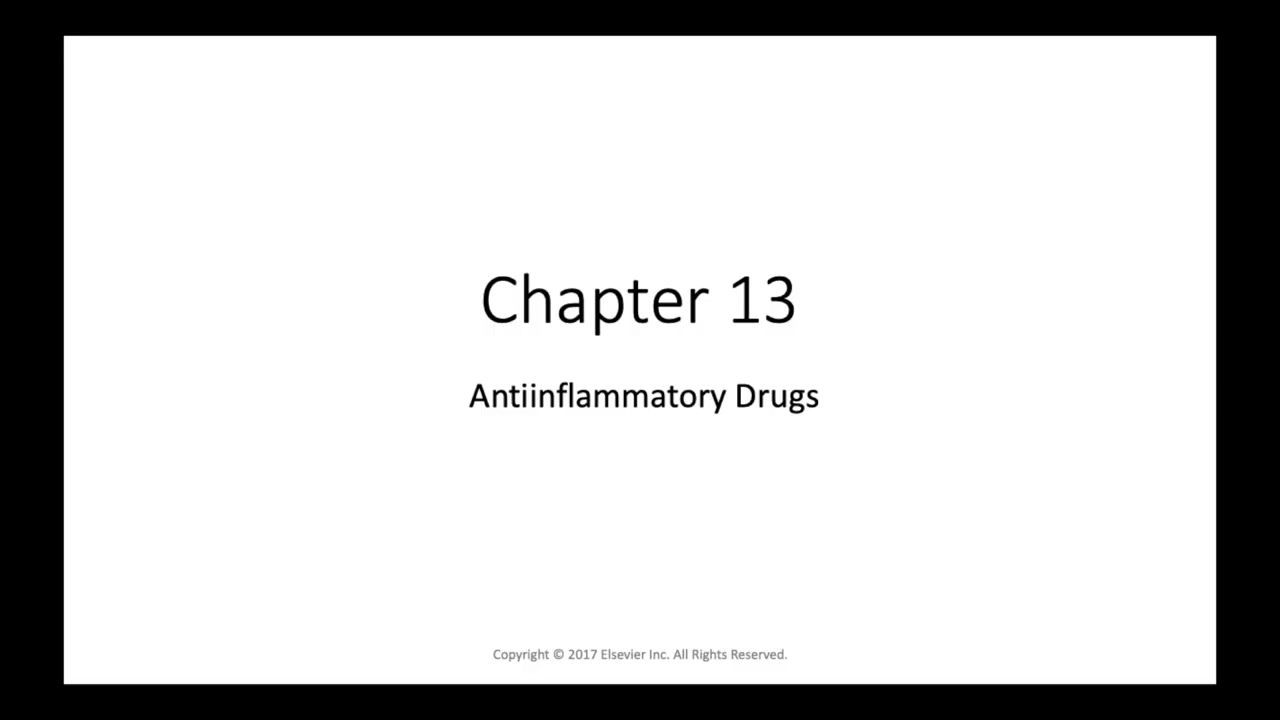 Chapter 13
Antiinflammatory Drugs
Copyright © 2017 Elsevier Inc. All Rights Reserved.